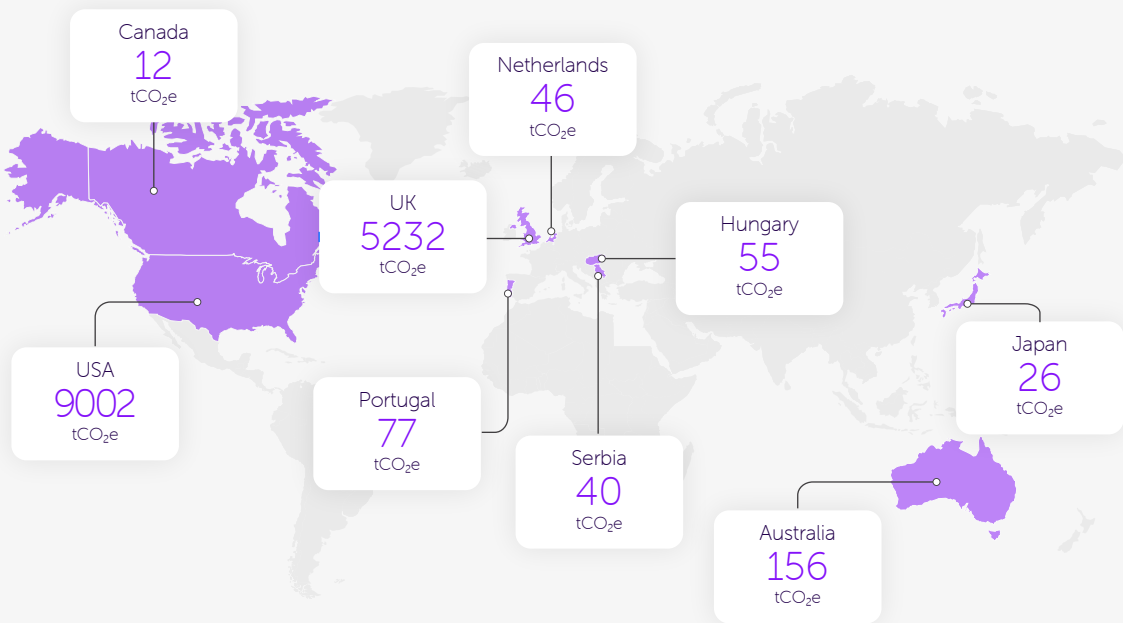 Canada
12
tCO₂e
Netherlands
46
tCO₂e
UK
5232
tCO₂e
Hungary
55
tCO₂e
USA
9002
tCO₂e
Portugal
77
tCO₂e
Serbia
40
tCO₂e
Japan
26
tCO₂e
Australia
156
tCO₂e